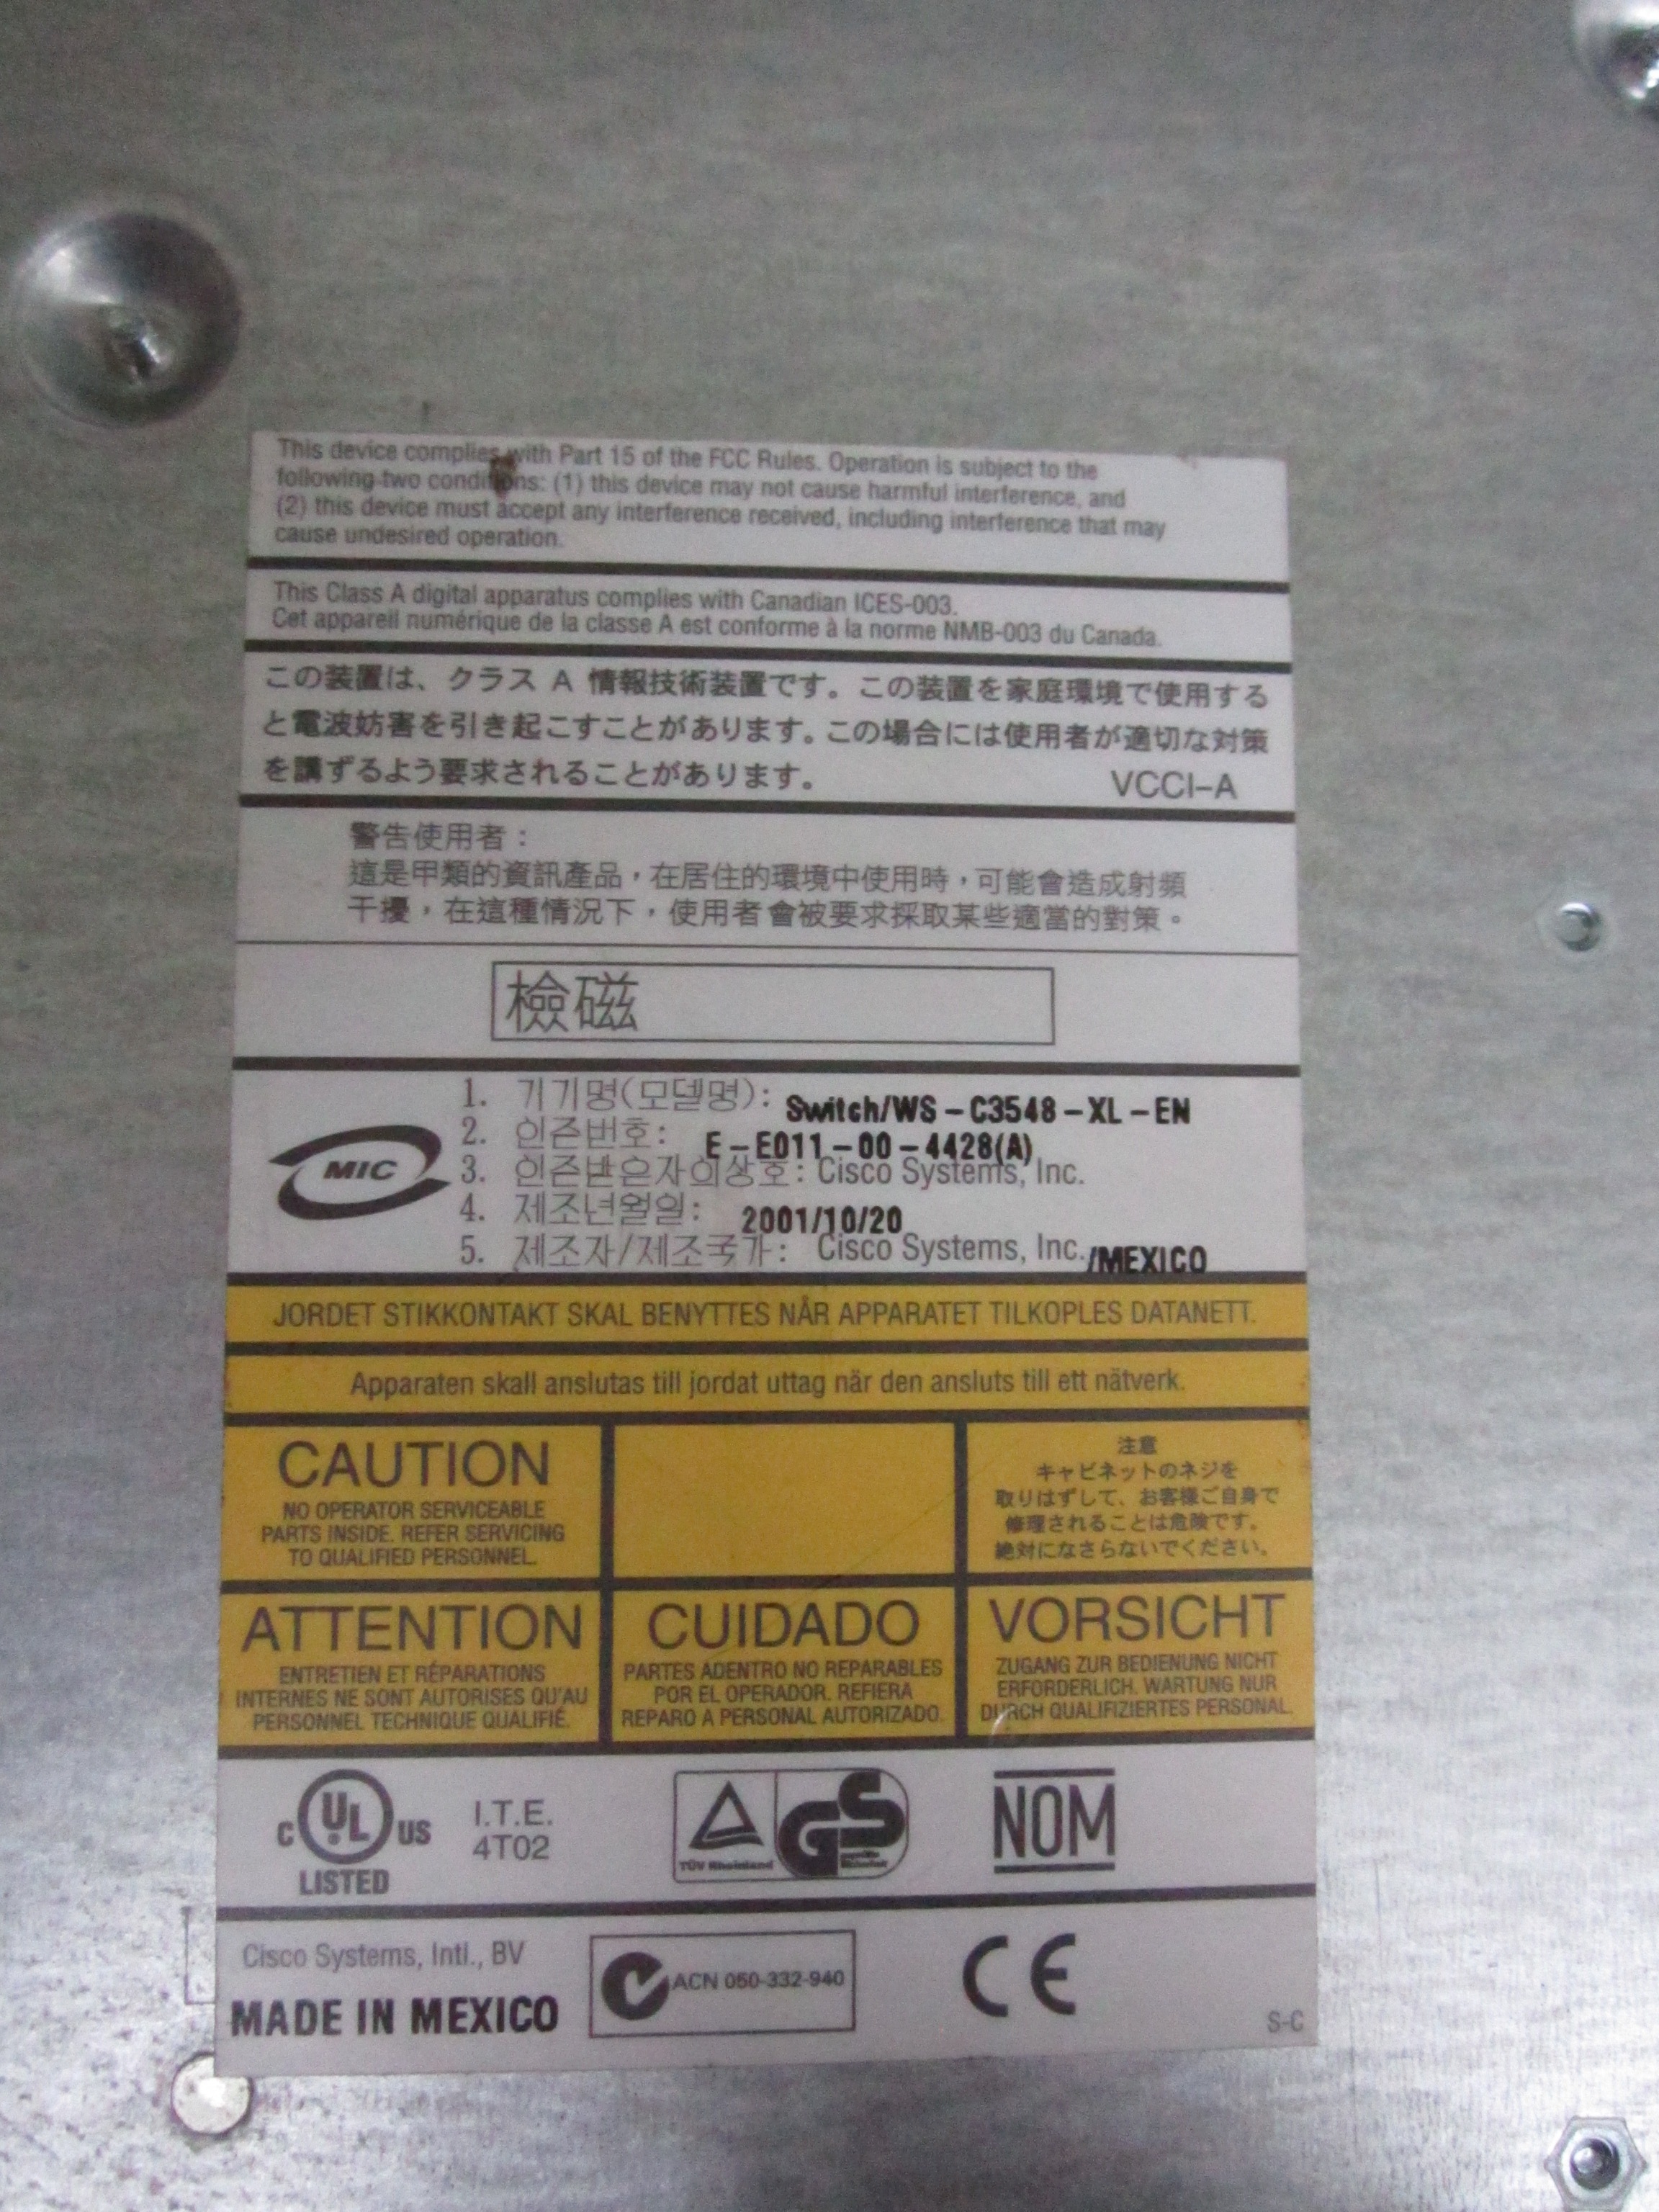 This device complies with Part 15 of the FCC Rules. Operation is subject to the
following two conditions: (1) this device may not cause harmful interference, and
(2) this device must accept any interference received, including interference that may
cause undesired operation.
This Class A digital apparatus complies with Canadian ICES-003.
Cet appareil numérique de la classe A est conforme à la norme NMB-003 du Canada.
この装置は、クラス A 情報技術装置です。この装置を家庭環境で使用する
と電波妨害を引き起こすことがあります。この場合には使用者が適切な対策
を講ずるよう要求されることがあります。 VCCI-A
警告使用者：
這是甲類的資訊產品，在居住的環境中使用時，可能會造成射頻
干擾，在這種情況下，使用者會被要求採取某些適當的對策。
檢磁
MIC
1. 기기명(모델명): Switch/WS-C3548-XL-EN
2. 인증번호: E-E011-00-4428(A)
3. 인증받은자의상호: Cisco Systems, Inc.
4. 제조년월일: 2001/10/20
5. 제조자/제조국가: Cisco Systems, Inc./MEXICO
JORDET STIKKONTAKT SKAL BENYTTES NÅR APPARATET TILKOPLES DATANETT.
Apparaten skall anslutas till jordat uttag när den ansluts till ett nätverk.
CAUTION
NO OPERATOR SERVICEABLE
PARTS INSIDE. REFER SERVICING
TO QUALIFIED PERSONNEL.
注意
キャビネットのネジを
取りはずして、お客様ご自身で
修理されることは危険です。
絶対になさらないでください。
ATTENTION
ENTRETIEN ET RÉPARATIONS
INTERNES NE SONT AUTORISES QU'AU
PERSONNEL TECHNIQUE QUALIFIÉ.
CUIDADO
PARTES ADENTRO NO REPARABLES
POR EL OPERADOR. REFIERA
REPARO A PERSONAL AUTORIZADO.
VORSICHT
ZUGANG ZUR BEDIENUNG NICHT
ERFORDERLICH. WARTUNG NUR
DURCH QUALIFIZIERTES PERSONAL.
C UL US
LISTED
I.T.E.
4T02
TÜV Rheinland
GS
geprüfte
Sicherheit
NOM
Cisco Systems, Intl., BV
MADE IN MEXICO
ACN 050-332-940
CE
S-C